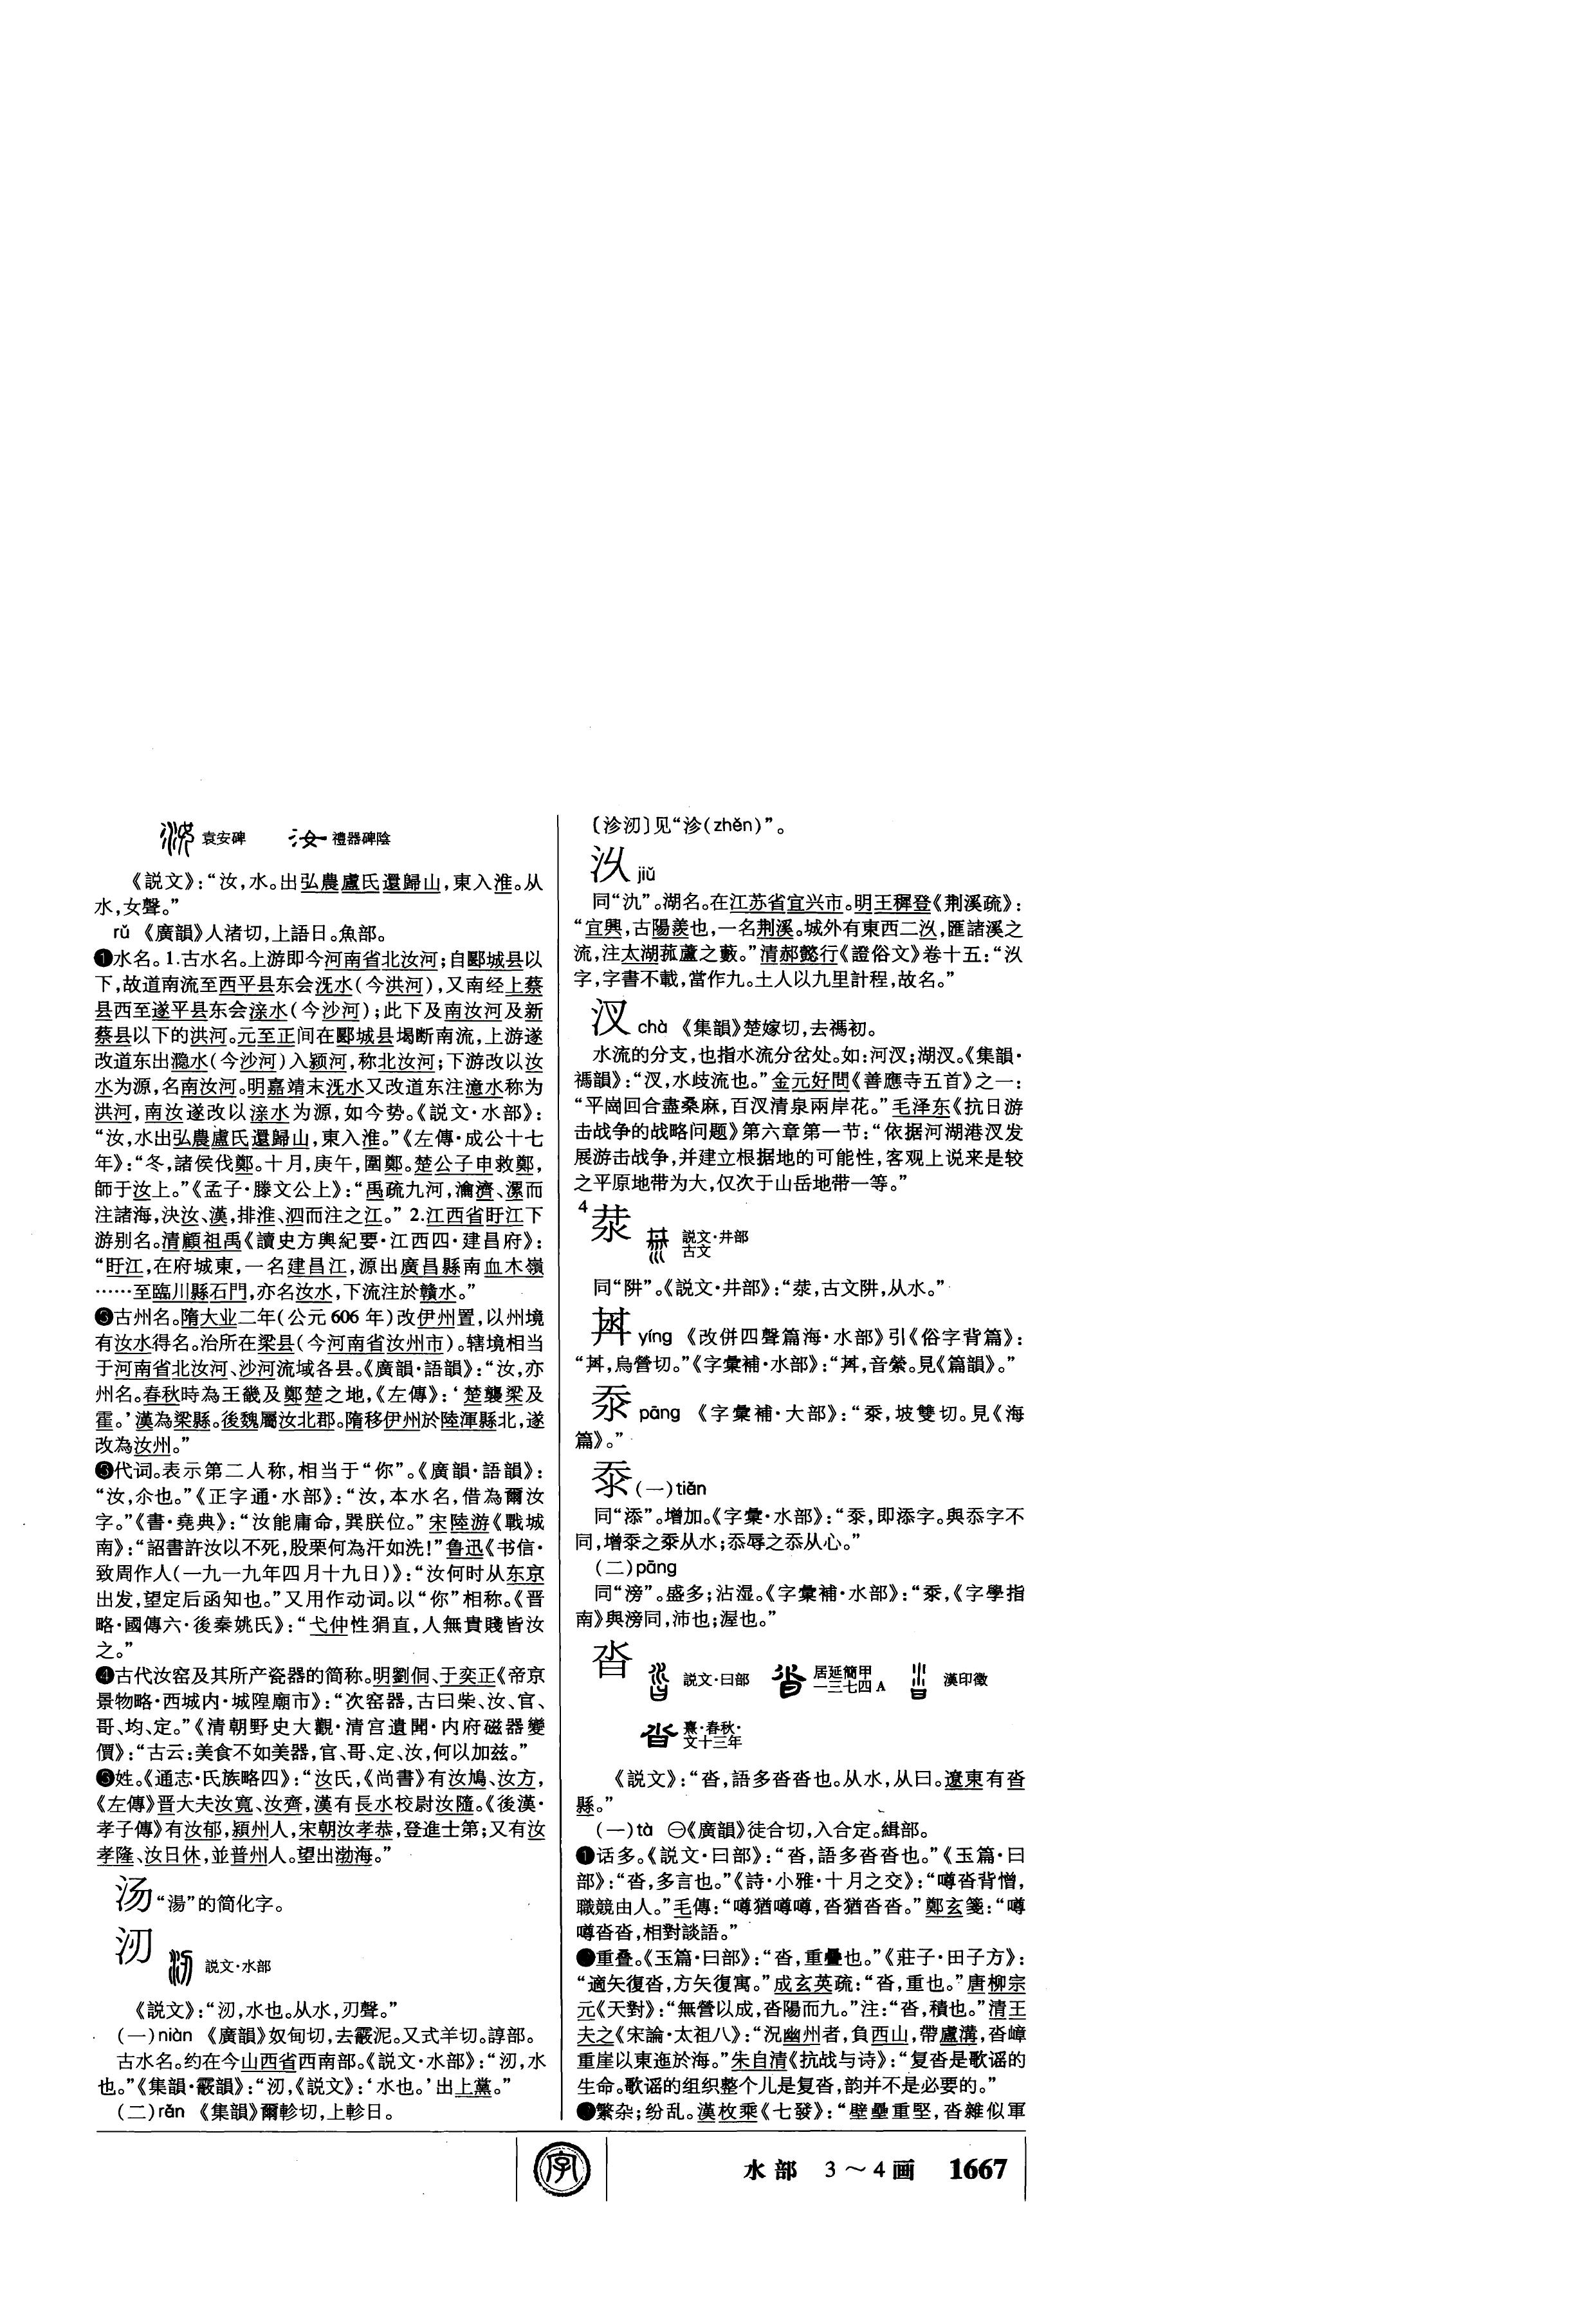 袁安碑 禮器碑陰
《説文》：“汝，水。出弘農盧氏還歸山，東入淮。从
水，女聲。”
rǔ 《廣韻》人渚切，上語日。魚部。
❶水名。1.古水名。上游即今河南省北汝河；自郾城县以
下，故道南流至西平县东会沋水（今洪河），又南经上蔡
县西至遂平县东会溱水（今沙河）；此下及南汝河及新
蔡县以下的洪河。元至正间在郾城县堨断南流，上游遂
改道东出㶏水（今沙河）入颍河，称北汝河；下游改以汝
水为源，名南汝河。明嘉靖末沋水又改道东注澺水称为
洪河，南汝遂改以溱水为源，如今势。《説文·水部》：
“汝，水出弘農盧氏還歸山，東入淮。”《左傳·成公十七
年》：“冬，諸侯伐鄭。十月，庚午，圍鄭。楚公子申救鄭，
師于汝上。”《孟子·滕文公上》：“禹疏九河，瀹濟、漯而
注諸海，決汝、漢，排淮、泗而注之江。” 2.江西省盱江下
游别名。清顧祖禹《讀史方輿紀要·江西四·建昌府》：
“盱江，在府城東，一名建昌江，源出廣昌縣南血木嶺
……至臨川縣石門，亦名汝水，下流注於贛水。”
古州名。隋大业二年（公元 606 年）改伊州置，以州境
有汝水得名。治所在梁县（今河南省汝州市）。辖境相当
于河南省北汝河、沙河流域各县。《廣韻·語韻》：“汝，亦
州名。春秋時為王畿及鄭楚之地，《左傳》：‘楚襲梁及
霍。’漢為梁縣。後魏屬汝北郡。隋移伊州於陸渾縣北，遂
改為汝州。”
❸代词。表示第二人称，相当于“你”。《廣韻·語韻》：
“汝，尒也。”《正字通·水部》：“汝，本水名，借為爾汝
字。”《書·堯典》：“汝能庸命，巽朕位。”宋陸游《戰城
南》：“詔書許汝以不死，股栗何為汗如洗！”鲁迅《书信·
致周作人（一九一九年四月十九日）》：“汝何时从东京
出发，望定后函知也。”又用作动词。以“你”相称。《晋
略·國傳六·後秦姚氏》：“弋仲性狷直，人無貴賤皆汝
之。”
❹古代汝窑及其所产瓷器的简称。明劉侗、于奕正《帝京
景物略·西城内·城隍廟市》：“次窑器，古曰柴、汝、官、
哥、均、定。”《清朝野史大觀·清宫遺聞·内府磁器變
價》：“古云：美食不如美器，官、哥、定、汝，何以加兹。”
❺姓。《通志·氏族略四》：“汝氏，《尚書》有汝鳩、汝方，
《左傳》晋大夫汝寬、汝齊，漢有長水校尉汝隨。《後漢·
孝子傳》有汝郁，潁州人，宋朝汝孝恭，登進士第；又有汝
孝隆、汝日休，並普州人。望出渤海。”
汤 “湯”的简化字。
沏 説文·水部
《説文》：“㲽，水也。从水，刃聲。”
（一）niàn 《廣韻》奴甸切，去霰泥。又式羊切。諄部。
古水名。约在今山西省西南部。《説文·水部》：“㲽，水
也。”《集韻·霰韻》：“㲽，《説文》：‘水也。’出上黨。”
（二）rěn 《集韻》爾軫切，上軫日。
〔沴㲽〕见“沴（zhěn）”。
㲾 jiǔ
同“氿”。湖名。在江苏省宜兴市。明王穉登《荆溪疏》：
“宜興，古陽羨也，一名荆溪。城外有東西二㲾，匯諸溪之
流，注太湖菰蘆之藪。”清郝懿行《證俗文》卷十五：“㲾
字，字書不載，當作九。土人以九里計程，故名。”
汊 chà 《集韻》楚嫁切，去禡初。
水流的分支，也指水流分岔处。如：河汊；湖汊。《集韻·
禡韻》：“汊，水歧流也。”金元好問《善應寺五首》之一：
“平崗回合盡桑麻，百汊清泉兩岸花。”毛泽东《抗日游
击战争的战略问题》第六章第一节：“依据河湖港汊发
展游击战争，并建立根据地的可能性，客观上说来是较
之平原地带为大，仅次于山岳地带一等。”
4 汬 説文·井部
古文
同“阱”。《説文·井部》：“汬，古文阱，从水。”
yíng 《改併四聲篇海·水部》引《俗字背篇》：
烏營切。”《字彙補·水部》：音縈。見《篇韻》。”
pāng 《字彙補·大部》：坡雙切。見《海
篇》。”
（一）tiān
同“添”。增加。《字彙·水部》：即添字。與忝字不
同，增从水；忝辱之忝从心。”
（二）pāng
同“滂”。盛多；沾湿。《字彙補·水部》：《字學指
南》與滂同，沛也；渥也。”
沓 説文·曰部 居延簡甲一三七四 A 漢印徵
熹·春秋·文十三年
《説文》：“沓，語多沓沓也。从水，从曰。遼東有沓
縣。”
（一）tà ㊀《廣韻》徒合切，入合定。緝部。
❶话多。《説文·曰部》：“沓，語多沓沓也。”《玉篇·曰
部》：“沓，多言也。”《詩·小雅·十月之交》：“噂沓背憎，
職競由人。”毛傳：“噂猶噂噂，沓猶沓沓。”鄭玄箋：“噂
噂沓沓，相對談語。”
●重叠。《玉篇·曰部》：“沓，重疊也。”《莊子·田子方》：
“適矢復沓，方矢復寓。”成玄英疏：“沓，重也。”唐柳宗
元《天對》：“無營以成，沓陽而九。”注：“沓，積也。”清王
夫之《宋論·太祖八》：“況幽州者，負西山，帶盧溝，沓嶂
重崖以東迤於海。”朱自清《抗战与诗》：“复沓是歌谣的
生命。歌谣的组织整个儿是复沓，韵并不是必要的。”
●繁杂；纷乱。漢枚乘《七發》：“壁壘重堅，沓雜似軍
字 水部 3～4画 1667